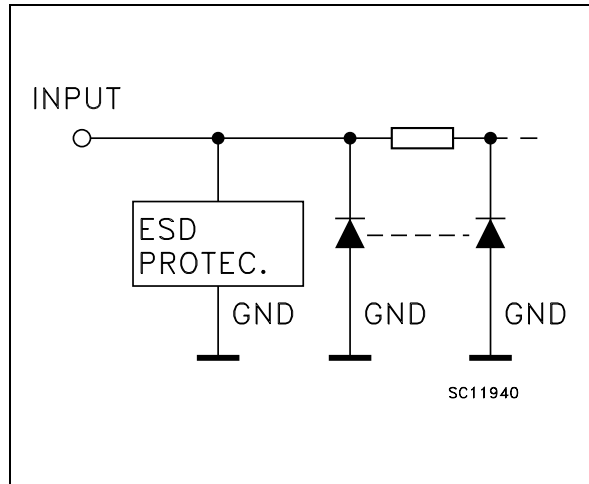 INPUT
ESD
PROTEC.
GND
GND
GND
SC11940